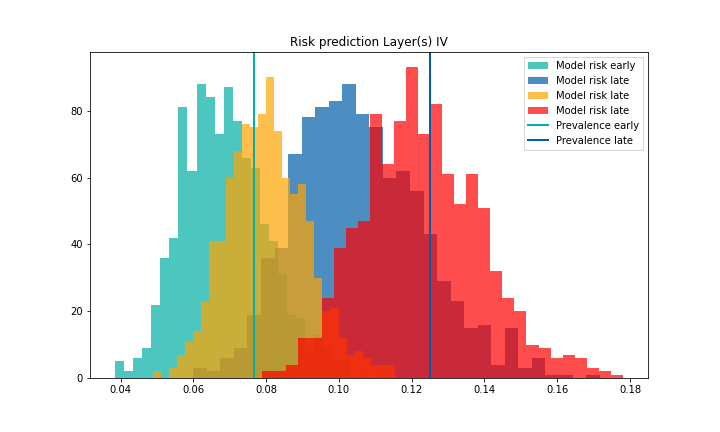 Risk prediction Layer(s) IV
Model risk early
Model risk late
Model risk late
Model risk late
Prevalence early
Prevalence late
80
60
40
20
0
0.04 0.06 0.08 0.10 0.12 0.14 0.16 0.18